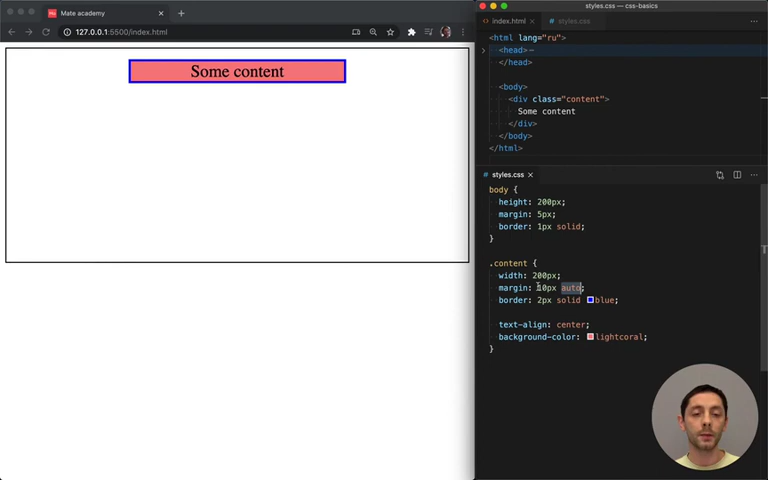 Mate academy
127.0.0.1:5500/index.html
Some content
styles.css — css-basics
index.html
styles.css
<html lang="ru">
<head>
</head>
<body>
<div class="content">
Some content
</div>
</body>
</html>
styles.css
body {
height: 200px;
margin: 5px;
border: 1px solid;
}
.content {
width: 200px;
margin: 10px auto;
border: 2px solid blue;
text-align: center;
background-color: lightcoral;
}